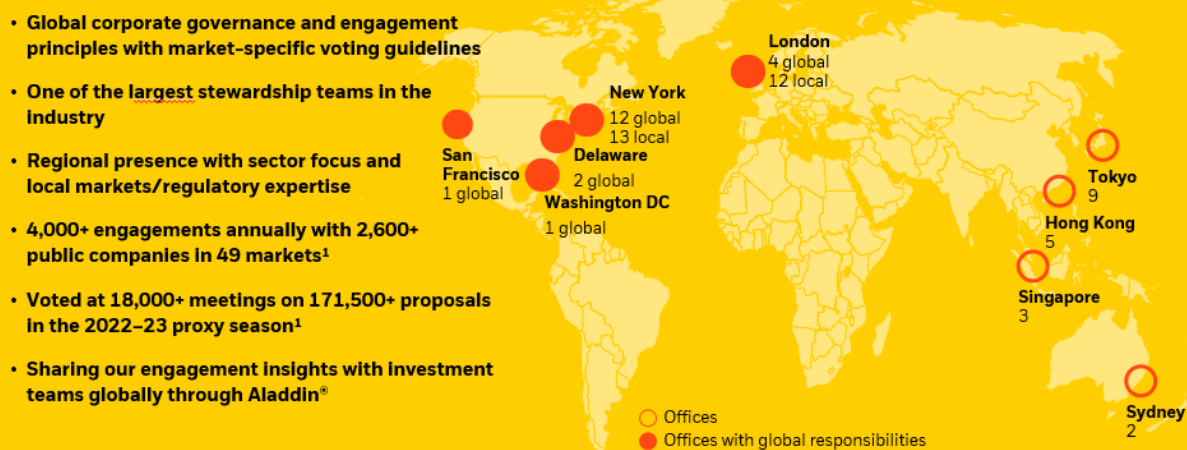 • Global corporate governance and engagement
principles with market-specific voting guidelines
• One of the largest stewardship teams in the
industry
• Regional presence with sector focus and
local markets/regulatory expertise
• 4,000+ engagements annually with 2,600+
public companies in 49 markets¹
• Voted at 18,000+ meetings on 171,500+ proposals
in the 2022–23 proxy season¹
• Sharing our engagement insights with investment
teams globally through Aladdin®
San
Francisco
1 global
New York
12 global
13 local
Delaware
2 global
Washington DC
1 global
London
4 global
12 local
Tokyo
9
Hong Kong
5
Singapore
3
Sydney
2
Offices
Offices with global responsibilities